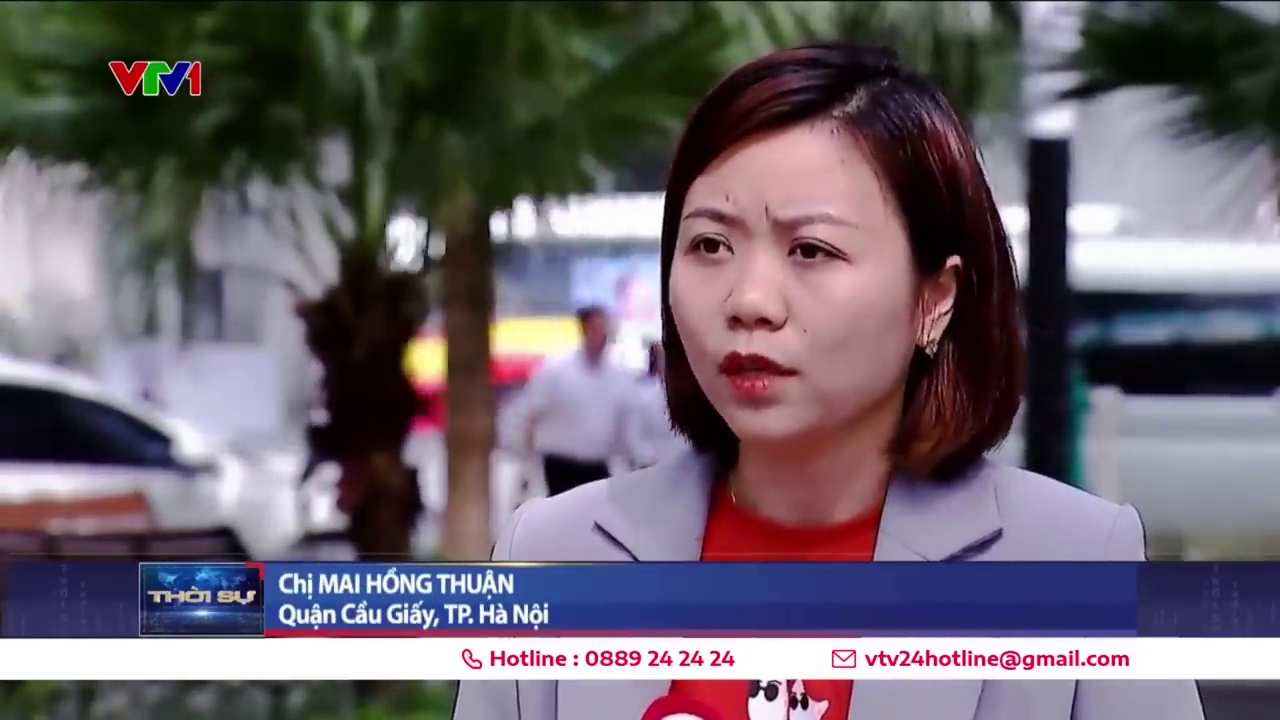 VTV1
THỜI SỰ
Chị MAI HỒNG THUẬN
Quận Cầu Giấy, TP. Hà Nội
Hotline : 0889 24 24 24
vtv24hotline@gmail.com